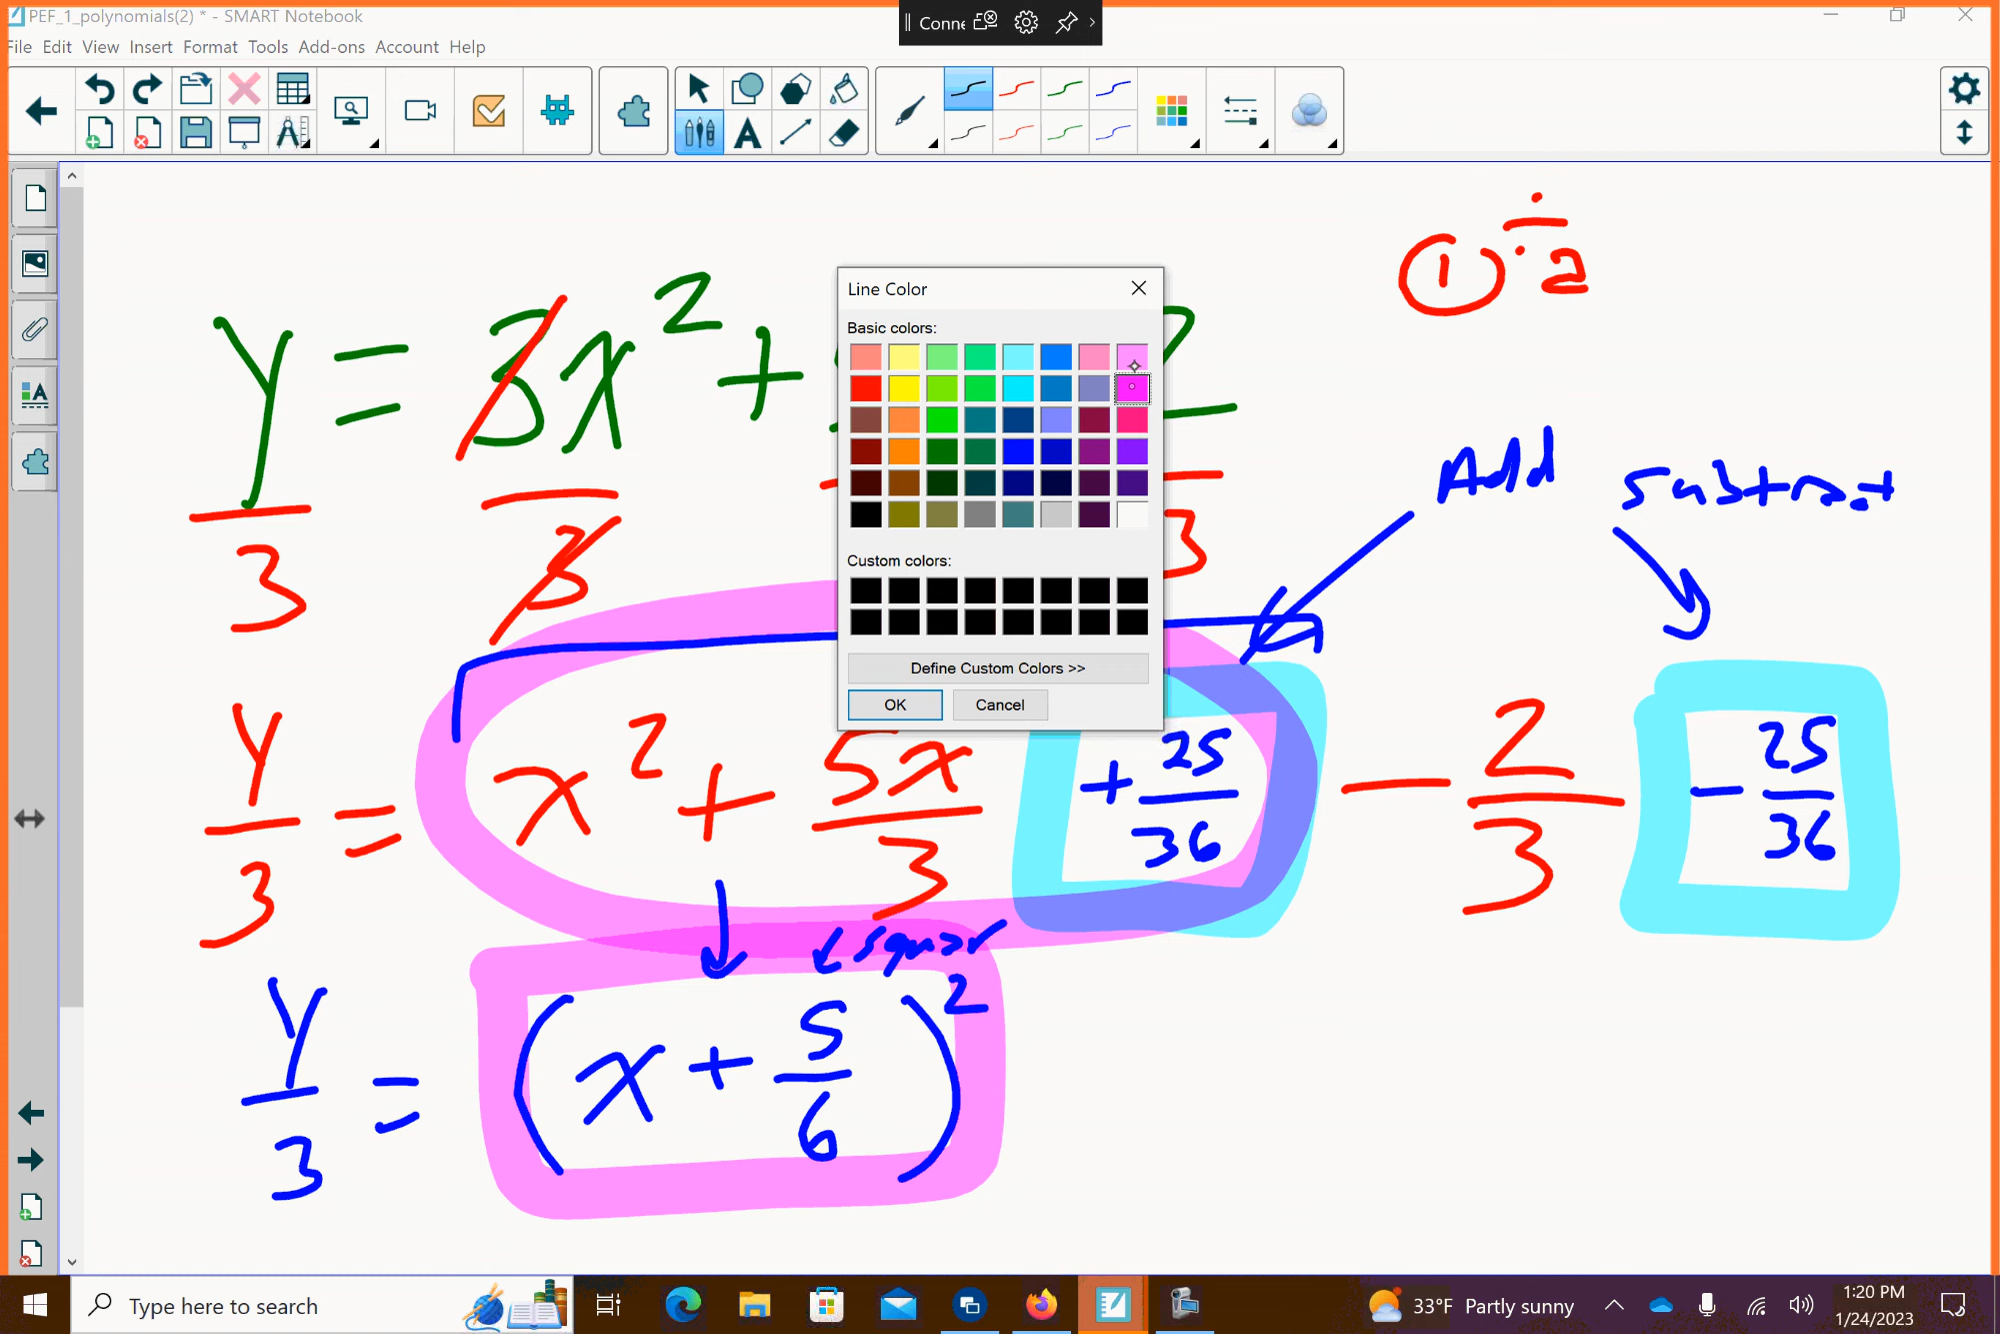 PEF_1_polynomials(2) * - SMART Notebook
Conne
File Edit View Insert Format Tools Add-ons Account Help
① ÷ a
y = 3x² +
3 3 3
Line Color
Basic colors:
Custom colors:
Define Custom Colors >>
OK Cancel
Add Subtract
y/3 = x² + 5x/3 + 25/36 - 2/3 - 25/36
square
y/3 = (x + 5/6)²
Type here to search
33°F Partly sunny
1:20 PM
1/24/2023